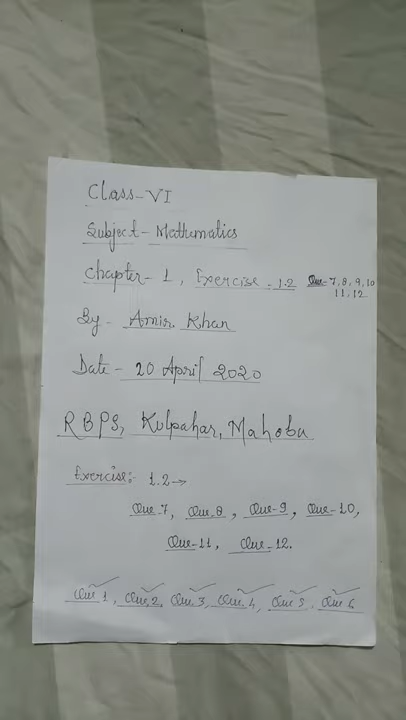 Class-VI
Subject- Mathematics
Chapter- 1, Exercise - 1.2 Que- 7, 8, 9, 10
11, 12
By- Amir Khan
Date- 20 April 2020
RBPS, Kulpahar, Mahoba
Exercise:- 1.2→
Que.7, Que.8, Que-9, Que-10,
Que-11, Que-12.
Que 1, Que.2, Que.3, Que.4, Que 5, Que 6